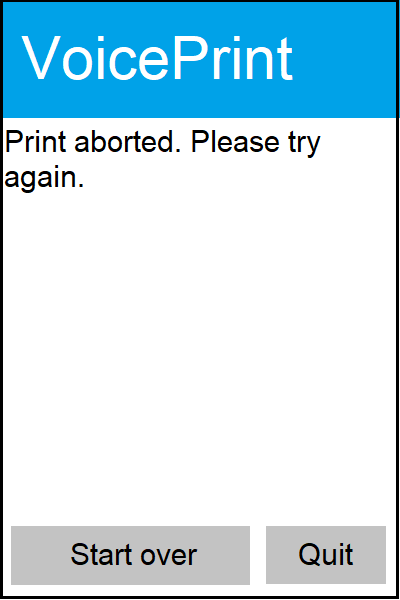 VoicePrint
Print aborted. Please try
again.
Start over
Quit